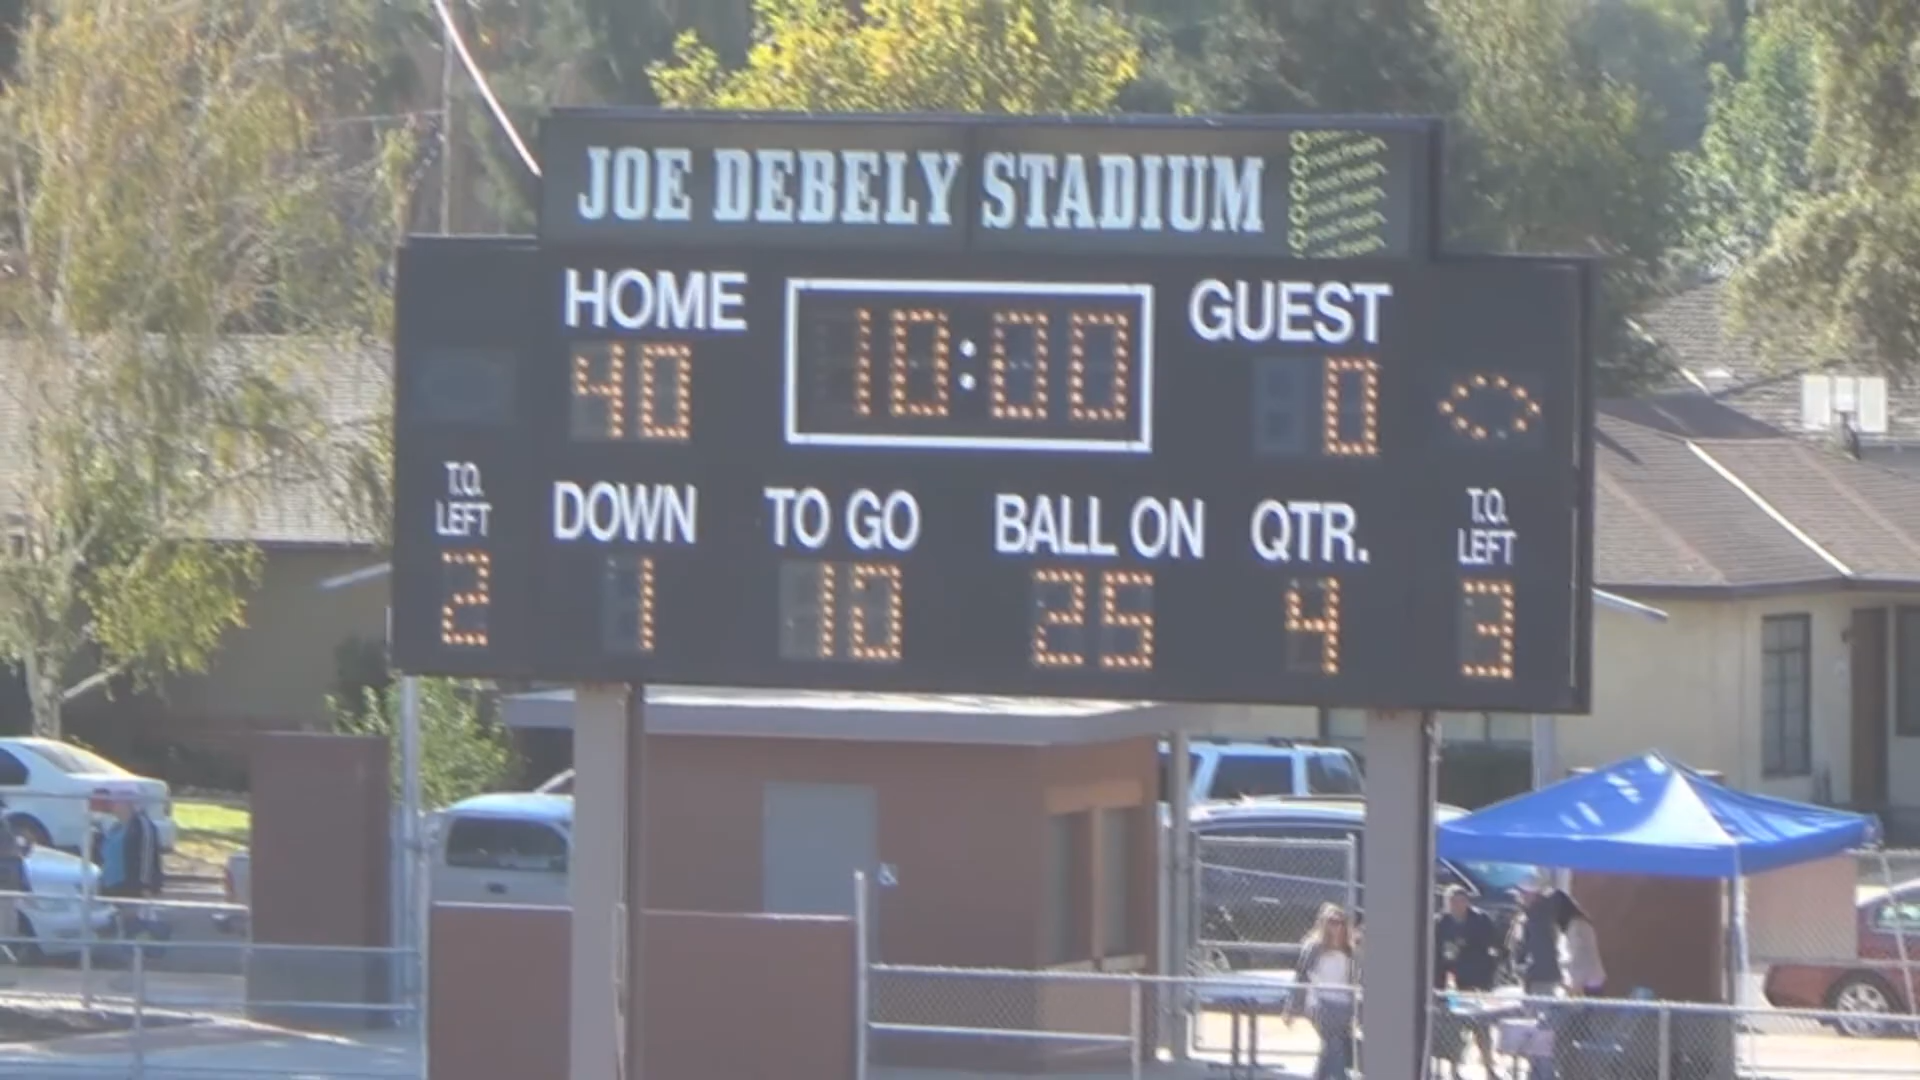 JOE DEBELY STADIUM
HOME 10:00 GUEST
40 0
T.O. LEFT DOWN TO GO BALL ON QTR. T.O. LEFT
2 1 10 25 4 3